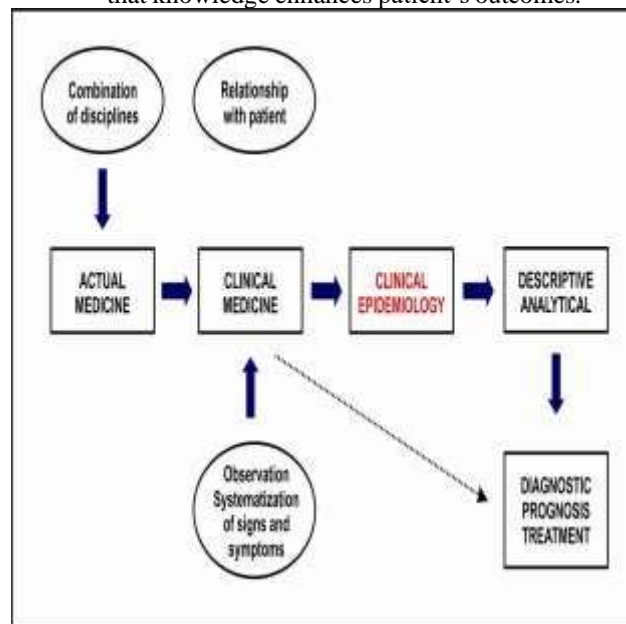 that knowledge enhances patient's outcomes.
Combination
of disciplines
Relationship
with patient
ACTUAL
MEDICINE
CLINICAL
MEDICINE
CLINICAL
EPIDEMIOLOGY
DESCRIPTIVE
ANALYTICAL
Observation
Systematization
of signs and
symptoms
DIAGNOSTIC
PROGNOSIS
TREATMENT